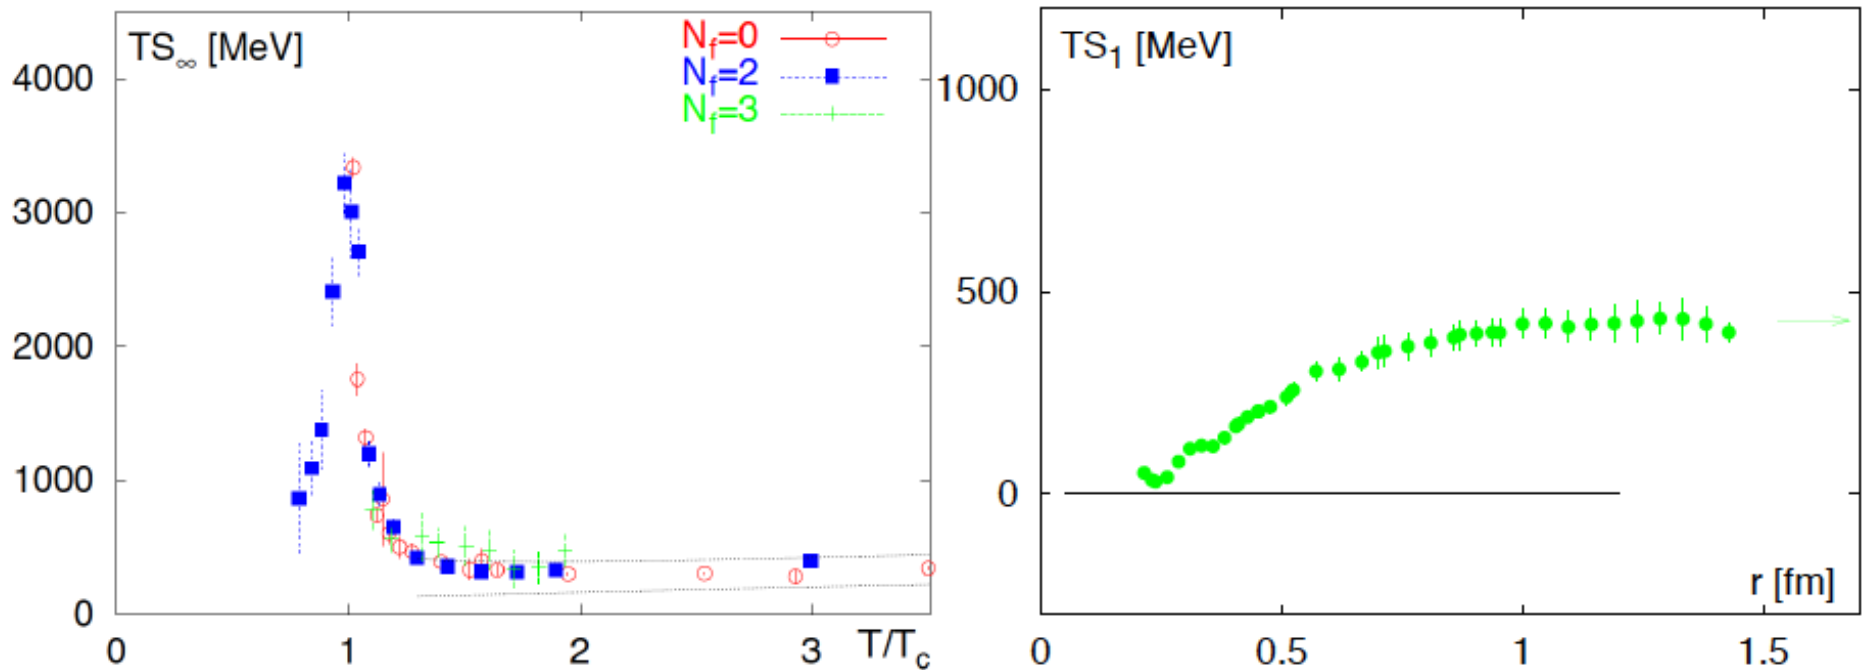 TS∞ [MeV]
N_f=0
N_f=2
N_f=3
4000
3000
2000
1000
0
0
1
2
3
T/T_c
TS_1 [MeV]
1000
500
0
r [fm]
0
0.5
1
1.5